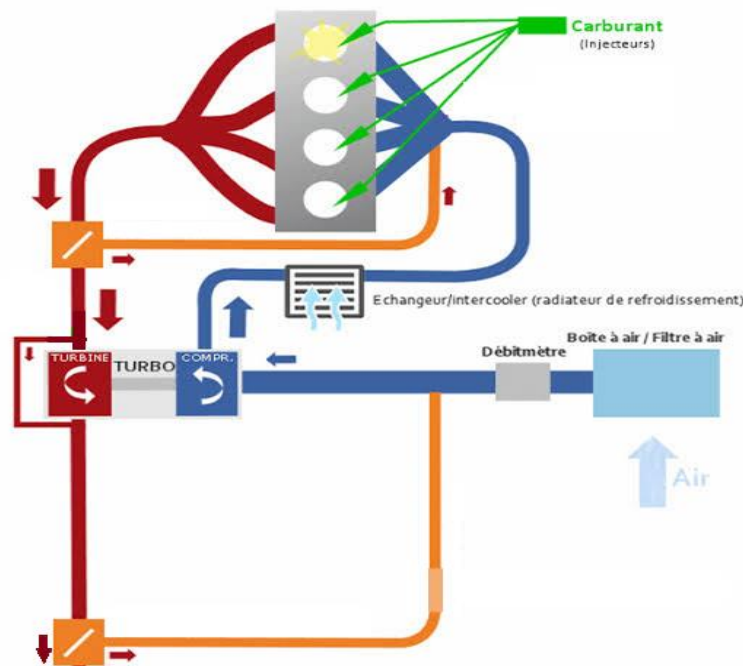 Carburant
(Injecteurs)
Echangeur/intercooler (radiateur de refroidissement)
Boîte à air / Filtre à air
Débitmètre
TURBINE
TURBO
COMPR.
Air